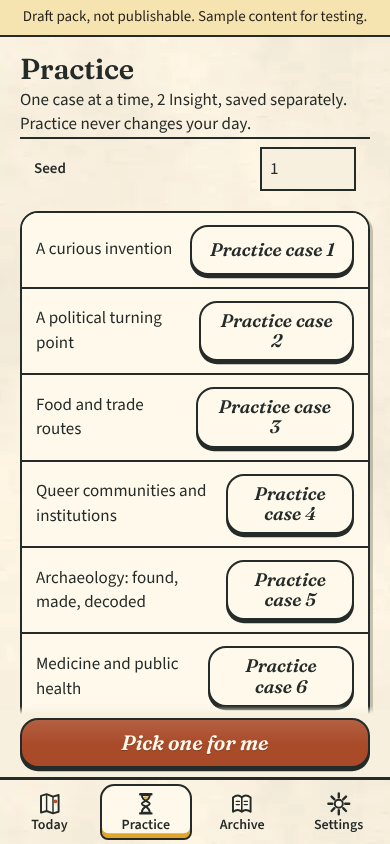 Draft pack, not publishable. Sample content for testing.
Practice
One case at a time, 2 Insight, saved separately.
Practice never changes your day.
Seed
1
A curious invention
Practice case 1
A political turning
point
Practice case
2
Food and trade
routes
Practice case
3
Queer communities and
institutions
Practice
case 4
Archaeology: found,
made, decoded
Practice
case 5
Medicine and public
health
Practice
case 6
Pick one for me
Today
Practice
Archive
Settings